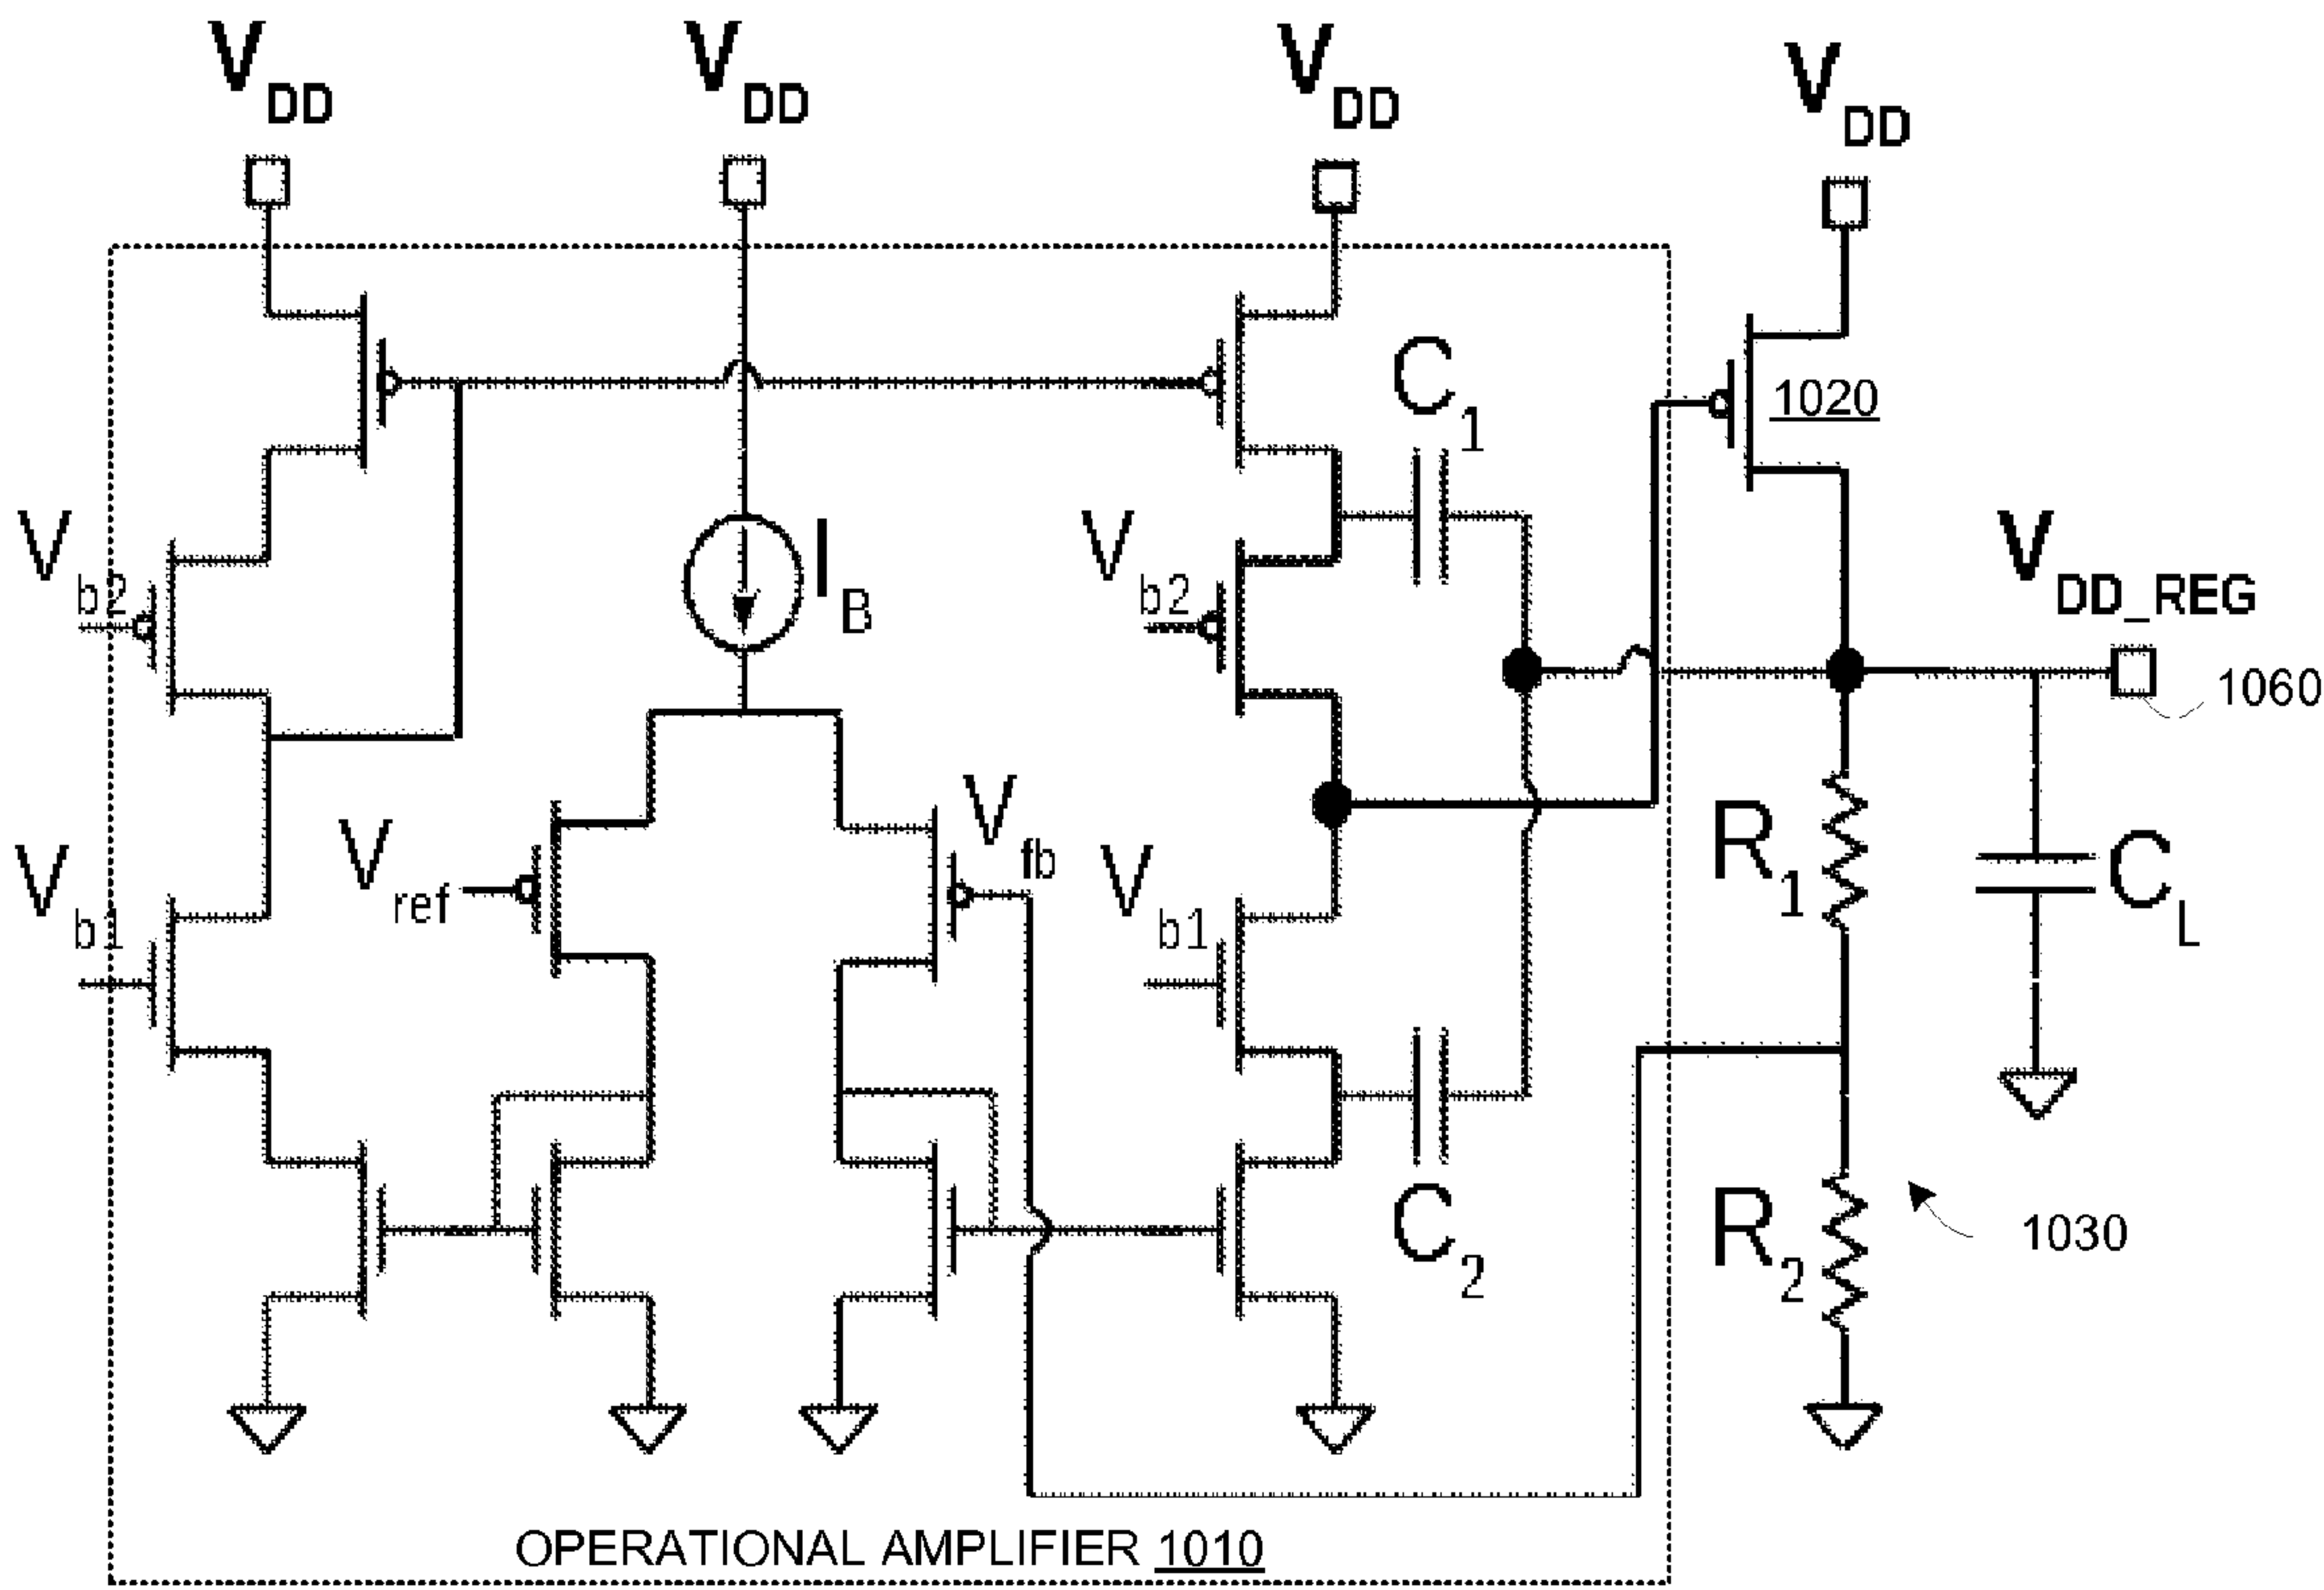 VDD
VDD
VDD
VDD
C1
1020
Vb2
IB
Vb2
VDD_REG
1060
Vref
Vfb
Vb1
Vb1
R1
CL
C2
R2
1030
OPERATIONAL AMPLIFIER 1010